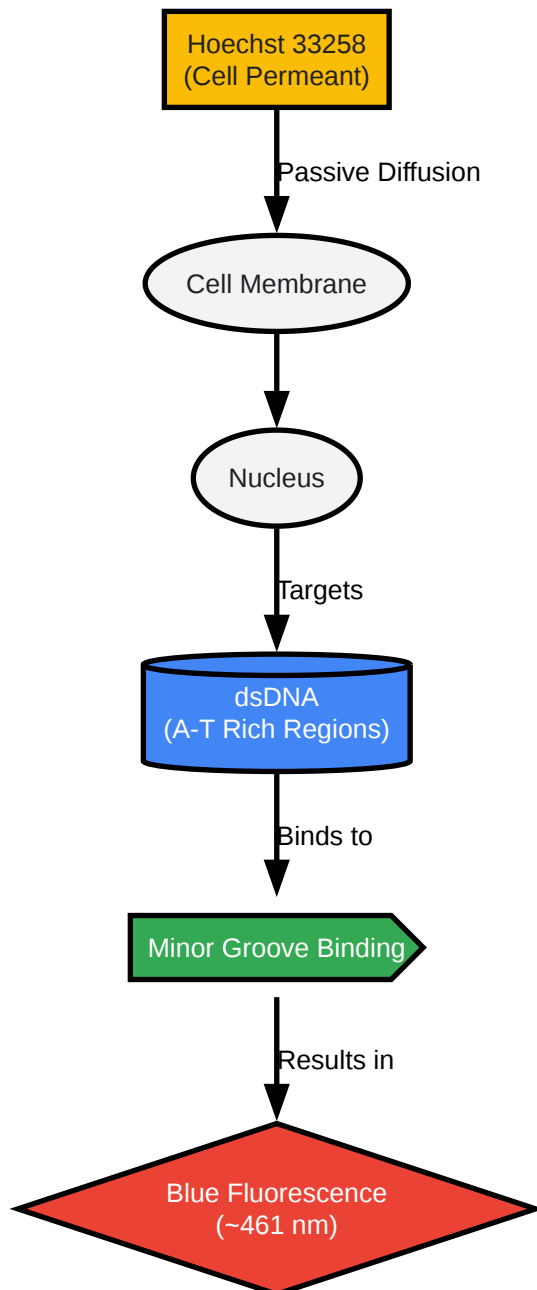 Hoechst 33258
(Cell Permeant)
Passive Diffusion
Cell Membrane
Nucleus
Targets
dsDNA
(A-T Rich Regions)
Binds to
Minor Groove Binding
Results in
Blue Fluorescence
(~461 nm)